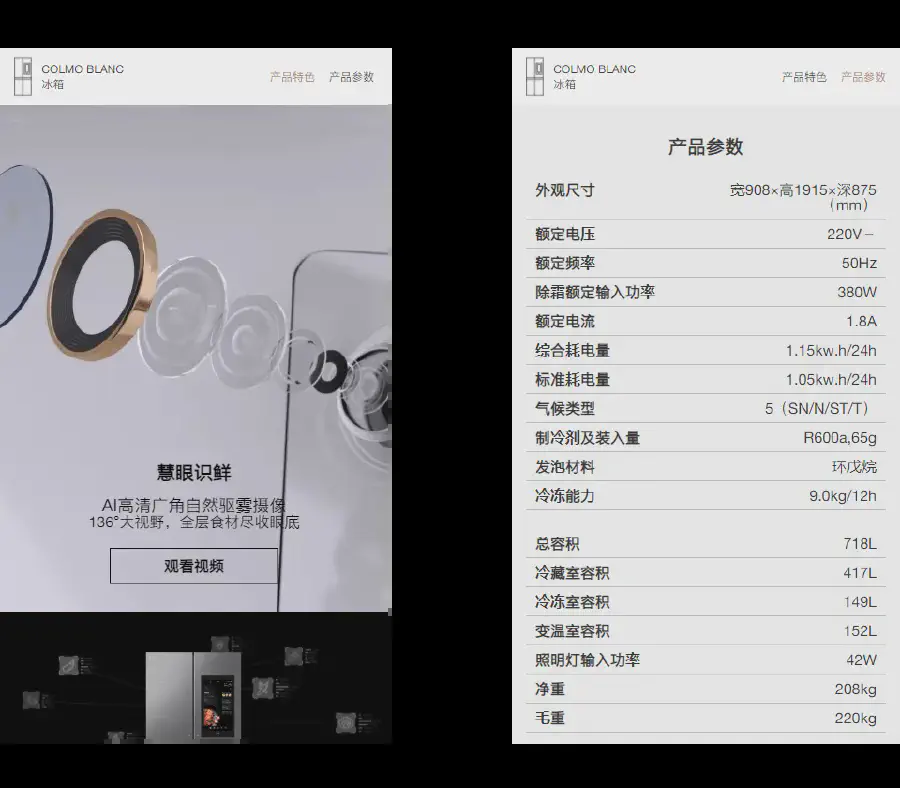 COLMO BLANC
冰箱
产品特色 产品参数
慧眼识鲜
AI高清广角自然驱雾摄像
136°大视野，全层食材尽收眼底
观看视频
COLMO BLANC
冰箱
产品特色 产品参数
产品参数
外观尺寸 宽908×高1915×深875
（mm）
额定电压 220V~
额定频率 50Hz
除霜额定输入功率 380W
额定电流 1.8A
综合耗电量 1.15kw.h/24h
标准耗电量 1.05kw.h/24h
气候类型 5（SN/N/ST/T）
制冷剂及装入量 R600a,65g
发泡材料 环戊烷
冷冻能力 9.0kg/12h
总容积 718L
冷藏室容积 417L
冷冻室容积 149L
变温室容积 152L
照明灯输入功率 42W
净重 208kg
毛重 220kg